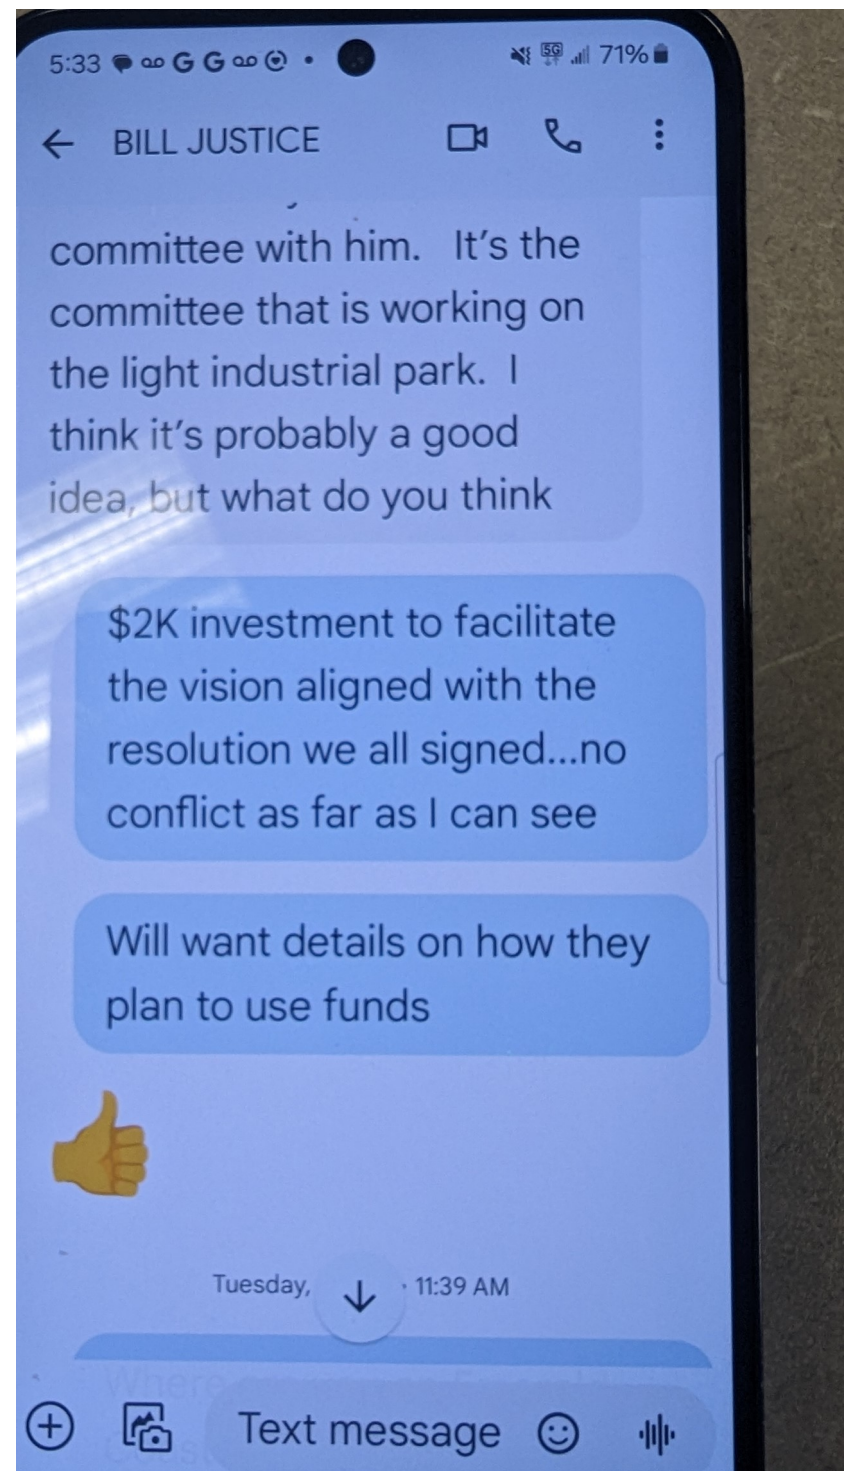 5:33
5G
71%
BILL JUSTICE
committee with him. It's the
committee that is working on
the light industrial park. I
think it's probably a good
idea, but what do you think
$2K investment to facilitate
the vision aligned with the
resolution we all signed...no
conflict as far as I can see
Will want details on how they
plan to use funds
Tuesday, · 11:39 AM
Where
Text message